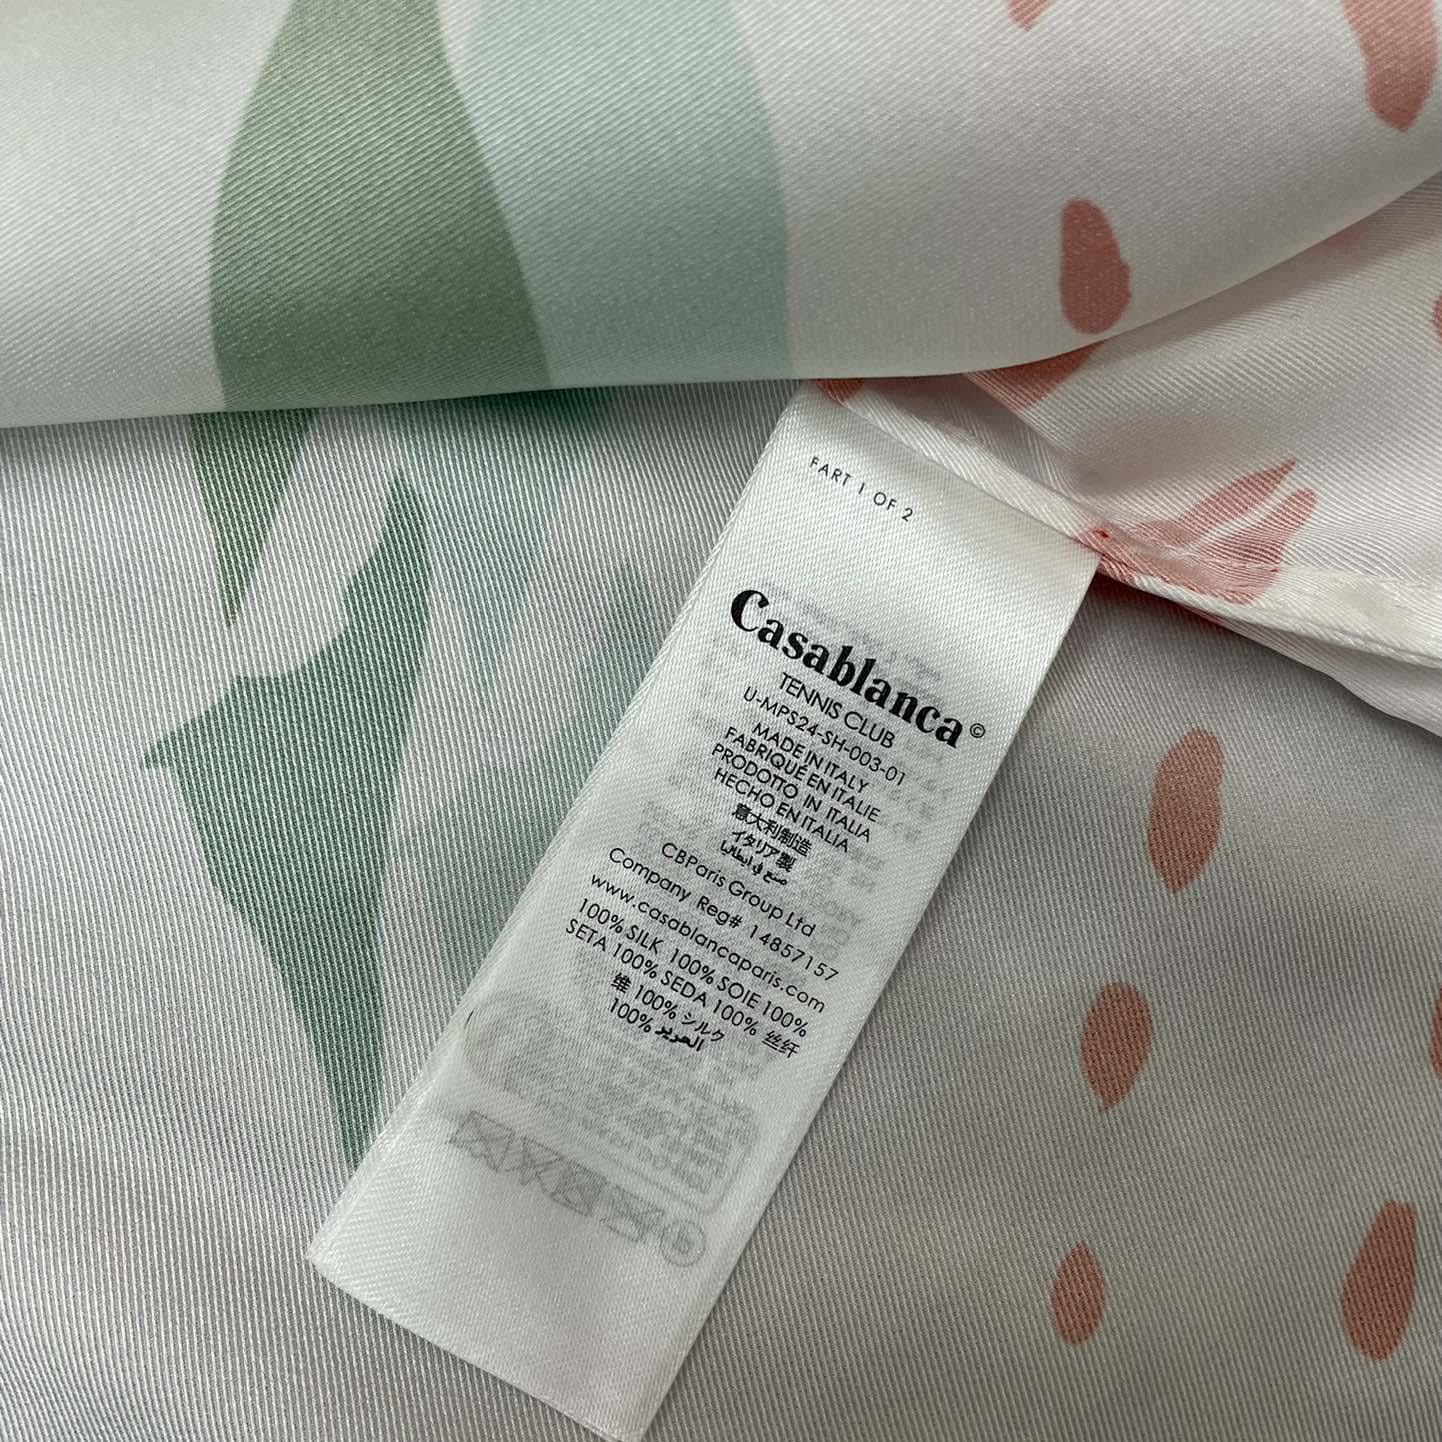 PART 1 OF 2
Casablanca©
TENNIS CLUB
U-MPS24-SH-003-01
MADE IN ITALY
FABRIQUÉ EN ITALIE
PRODOTTO IN ITALIA
HECHO EN ITALIA
意大利制造
イタリア製
صنع في ايطاليا
CBParis Group Ltd
Company Reg# 14857157
www.casablancaparis.com
100% SILK 100% SOIE 100%
SETA 100% SEDA 100% 丝纤
维 100% シルク
100% الحرير